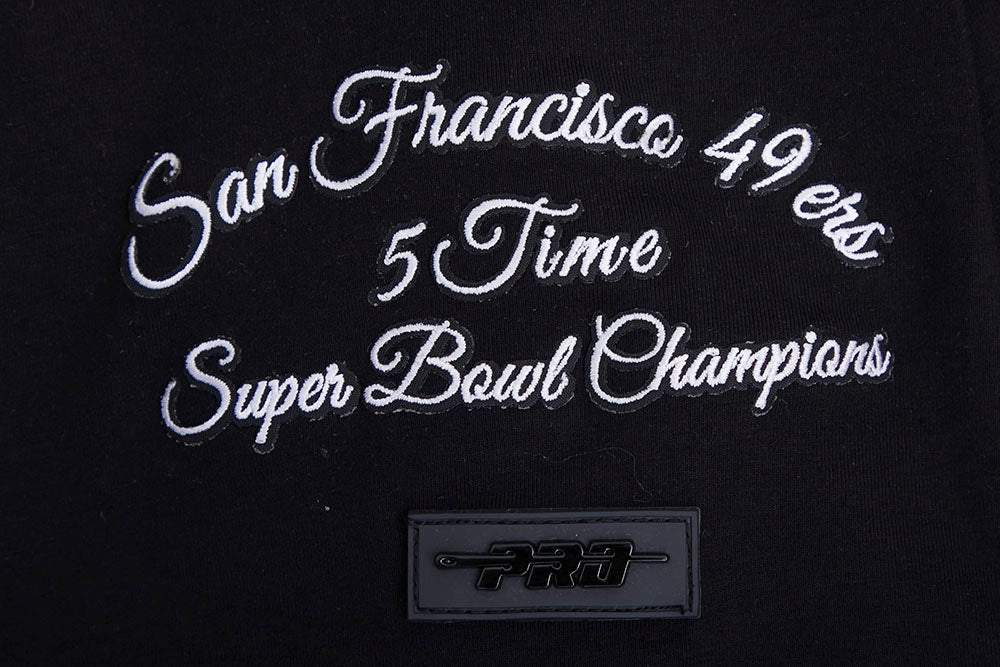 San Francisco 49ers
5 Time
Super Bowl Champions
PRO